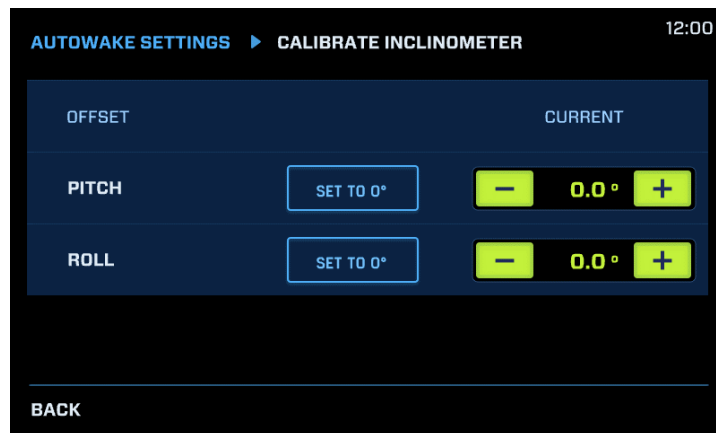 12:00
AUTOWAKE SETTINGS ▶ CALIBRATE INCLINOMETER
OFFSET CURRENT
PITCH SET TO 0° − 0.0 ° +
ROLL SET TO 0° − 0.0 ° +
BACK